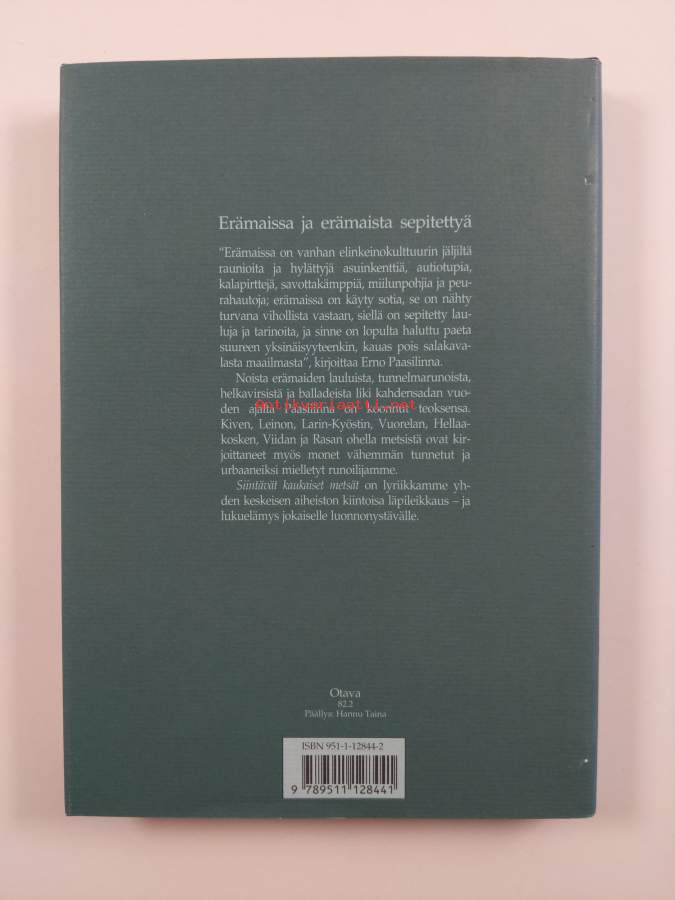 Erämaissa ja erämaista sepitettyä
”Erämaissa on vanhan elinkeinokulttuurin jäljiltä
raunioita ja hylättyjä asuinkenttiä, autiotupia,
kalapirttejä, savottakämppiä, miilunpohjia ja peu-
rahautoja; erämaissa on käyty sotia, se on nähty
turvana vihollista vastaan, siellä on sepitetty lau-
luja ja tarinoita, ja sinne on lopulta haluttu paeta
suureen yksinäisyyteenkin, kauas pois salakava-
lasta maailmasta”, kirjoittaa Erno Paasilinna.
Noista erämaiden lauluista, tunnelmarunoista,
helkavirsistä ja balladeista liki kahdensadan vuo-
den ajalta Paasilinna on koonnut teoksensa.
antikvariaatti.net
Kiven, Leinon, Larin-Kyöstin, Vuorelan, Hellaa-
kosken, Viidan ja Rasan ohella metsistä ovat kir-
joittaneet myös monet vähemmän tunnetut ja
urbaaneiksi mielletyt runoilijamme.
Siintävät kaukaiset metsät on lyriikkamme yh-
den keskeisen aiheiston kiintoisa läpileikkaus – ja
lukuelämys jokaiselle luonnonystävälle.
Otava
82.2
Päällys: Hannu Taina
ISBN 951-1-12844-2
9 789511 128441